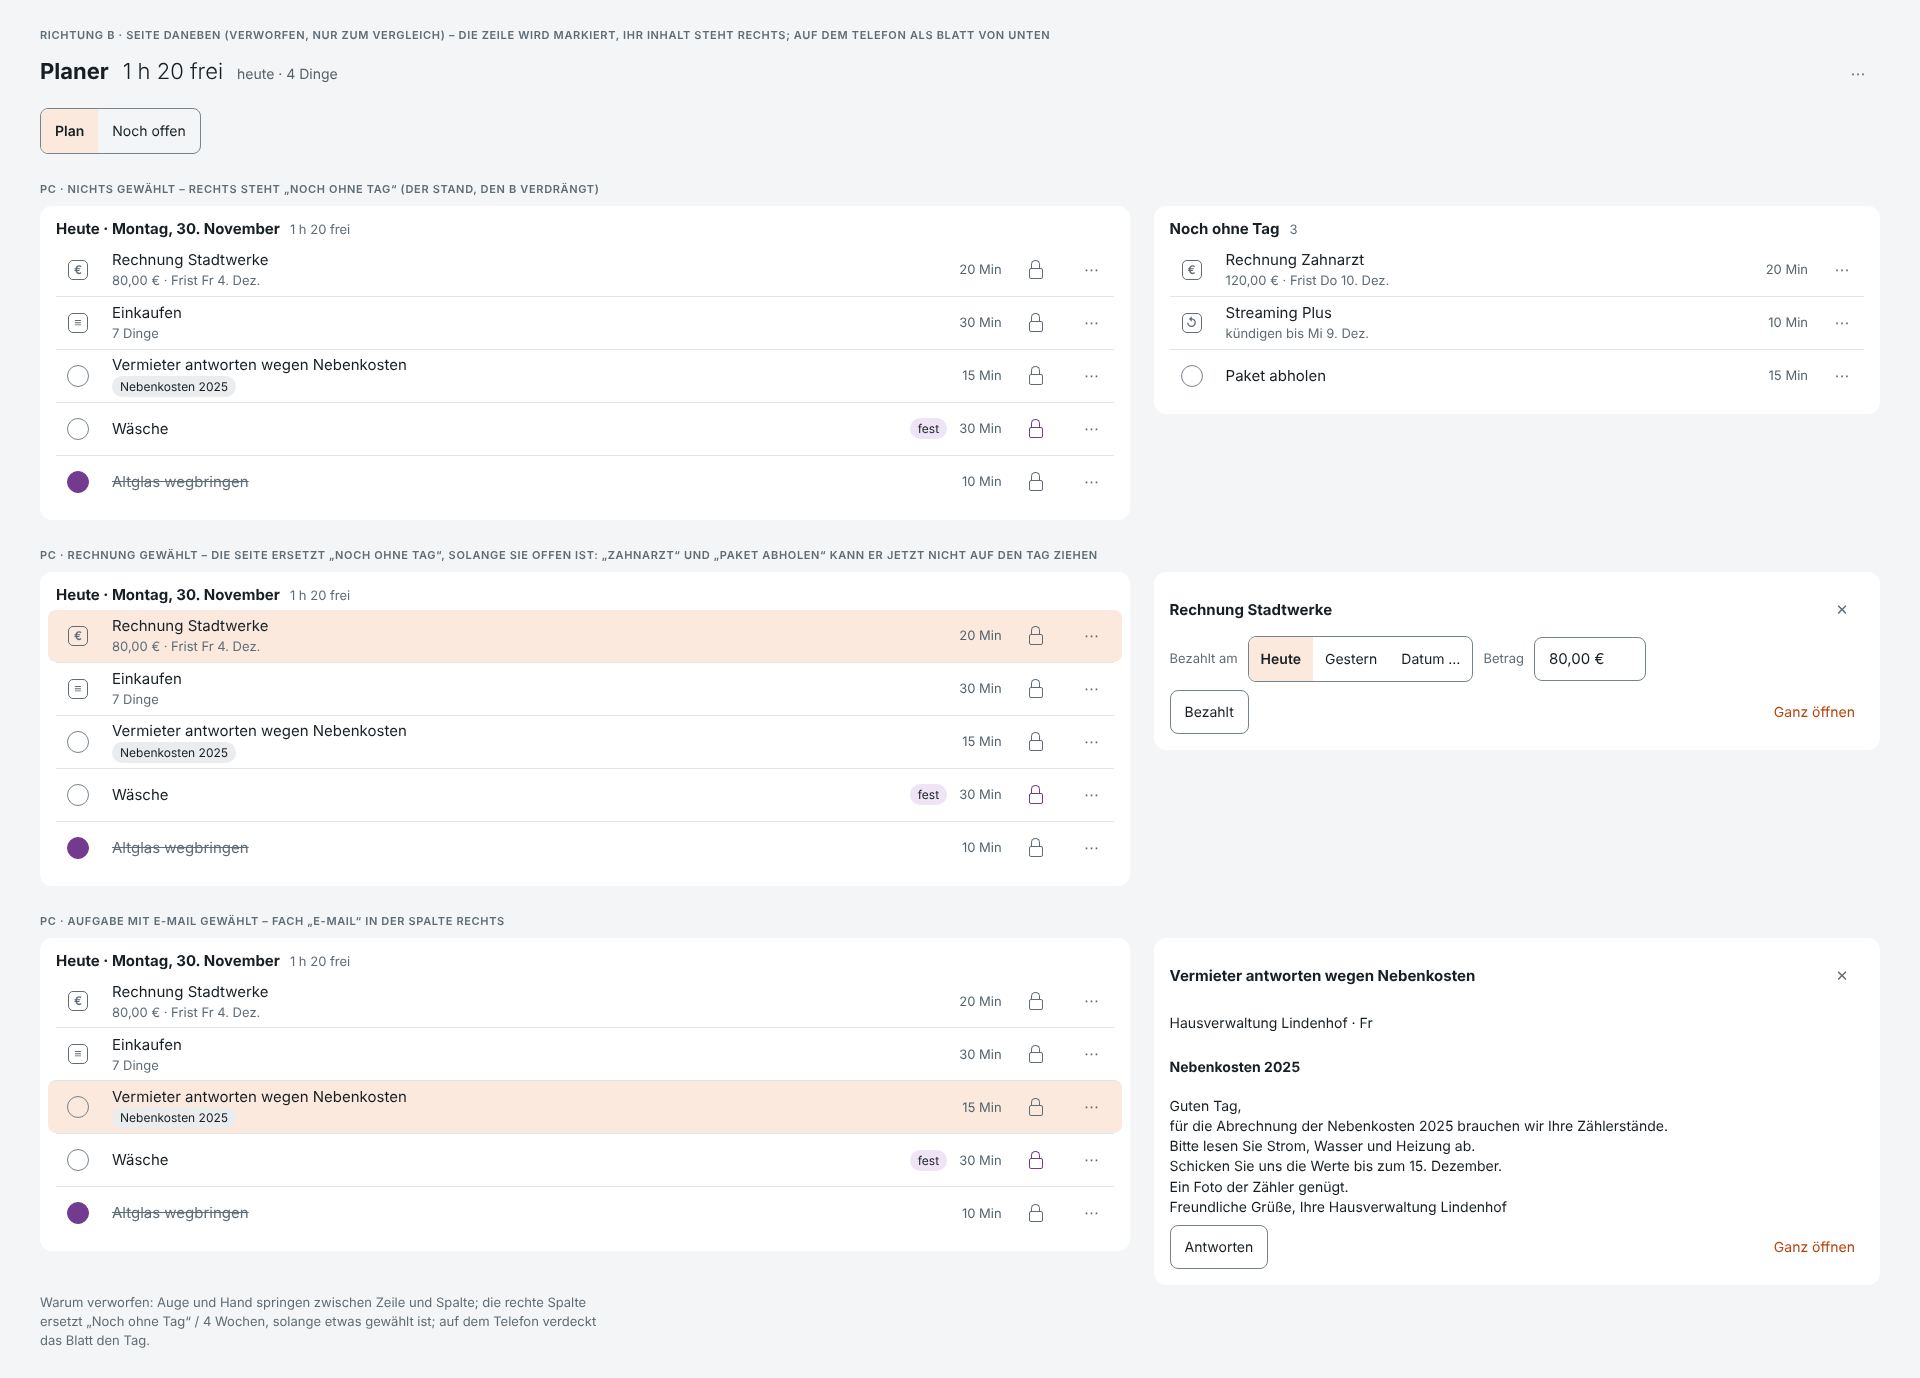 RICHTUNG B · SEITE DANEBEN (VERWORFEN, NUR ZUM VERGLEICH) – DIE ZEILE WIRD MARKIERT, IHR INHALT STEHT RECHTS; AUF DEM TELEFON ALS BLATT VON UNTEN
Planer 1 h 20 frei heute · 4 Dinge ...
Plan Noch offen
PC · NICHTS GEWÄHLT – RECHTS STEHT „NOCH OHNE TAG“ (DER STAND, DEN B VERDRÄNGT)
Heute · Montag, 30. November 1 h 20 frei
€ Rechnung Stadtwerke 20 Min ...
80,00 € · Frist Fr 4. Dez.
Einkaufen 30 Min ...
7 Dinge
Vermieter antworten wegen Nebenkosten 15 Min ...
Nebenkosten 2025
Wäsche fest 30 Min ...
Altglas wegbringen 10 Min ...
Noch ohne Tag 3
€ Rechnung Zahnarzt 20 Min ...
120,00 € · Frist Do 10. Dez.
Streaming Plus 10 Min ...
kündigen bis Mi 9. Dez.
Paket abholen 15 Min ...
PC · RECHNUNG GEWÄHLT – DIE SEITE ERSETZT „NOCH OHNE TAG“, SOLANGE SIE OFFEN IST: „ZAHNARZT“ UND „PAKET ABHOLEN“ KANN ER JETZT NICHT AUF DEN TAG ZIEHEN
Heute · Montag, 30. November 1 h 20 frei
€ Rechnung Stadtwerke 20 Min ...
80,00 € · Frist Fr 4. Dez.
Einkaufen 30 Min ...
7 Dinge
Vermieter antworten wegen Nebenkosten 15 Min ...
Nebenkosten 2025
Wäsche fest 30 Min ...
Altglas wegbringen 10 Min ...
Rechnung Stadtwerke ×
Bezahlt am Heute Gestern Datum ... Betrag 80,00 €
Bezahlt Ganz öffnen
PC · AUFGABE MIT E-MAIL GEWÄHLT – FACH „E-MAIL“ IN DER SPALTE RECHTS
Heute · Montag, 30. November 1 h 20 frei
€ Rechnung Stadtwerke 20 Min ...
80,00 € · Frist Fr 4. Dez.
Einkaufen 30 Min ...
7 Dinge
Vermieter antworten wegen Nebenkosten 15 Min ...
Nebenkosten 2025
Wäsche fest 30 Min ...
Altglas wegbringen 10 Min ...
Vermieter antworten wegen Nebenkosten ×
Hausverwaltung Lindenhof · Fr
Nebenkosten 2025
Guten Tag,
für die Abrechnung der Nebenkosten 2025 brauchen wir Ihre Zählerstände.
Bitte lesen Sie Strom, Wasser und Heizung ab.
Schicken Sie uns die Werte bis zum 15. Dezember.
Ein Foto der Zähler genügt.
Freundliche Grüße, Ihre Hausverwaltung Lindenhof
Antworten Ganz öffnen
Warum verworfen: Auge und Hand springen zwischen Zeile und Spalte; die rechte Spalte
ersetzt „Noch ohne Tag“ / 4 Wochen, solange etwas gewählt ist; auf dem Telefon verdeckt
das Blatt den Tag.